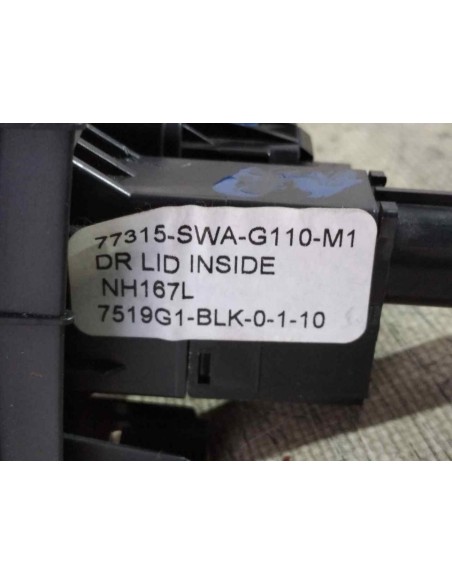 77315-SWA-G110-M1
DR LID INSIDE
NH167L
7519G1-BLK-0-1-10